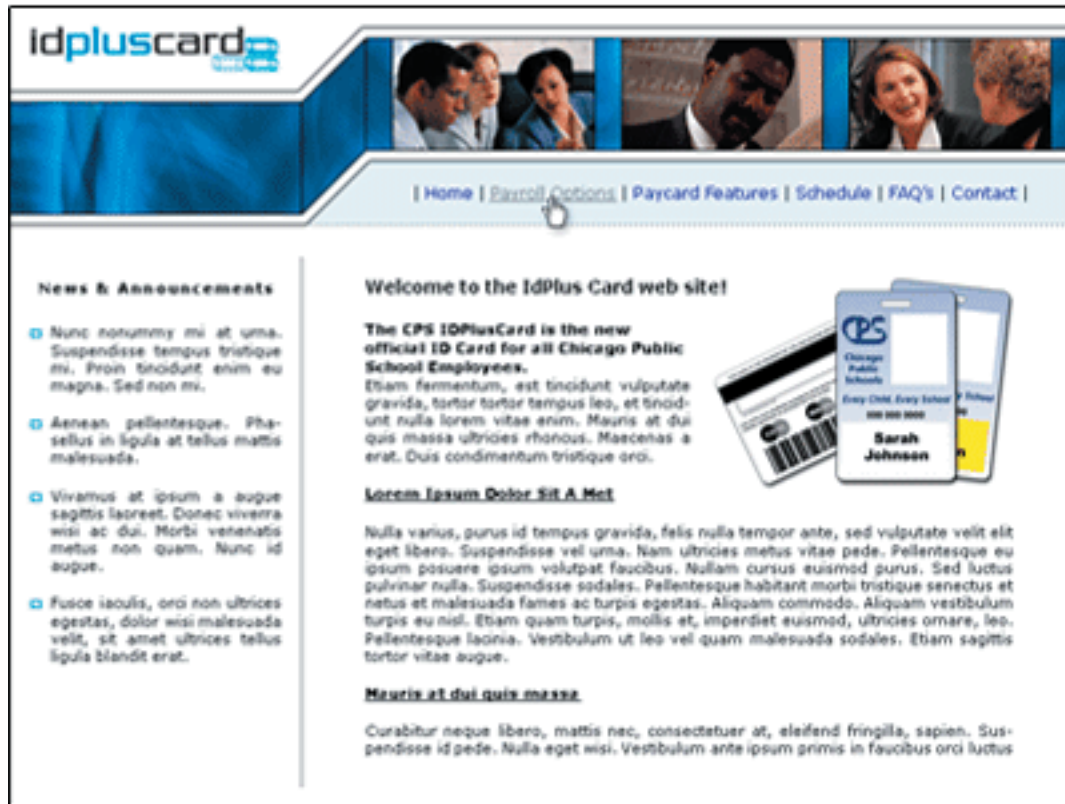 idpluscard
| Home | Payroll Options | Paycard Features | Schedule | FAQ's | Contact |
News & Announcements
Nunc nonummy mi at urna.
Suspendisse tempus tristique
mi. Proin tincidunt enim eu
magna. Sed non mi.
Aenean pellentesque. Pha-
sellus in ligula at tellus mattis
malesuada.
Vivamus at ipsum a augue
sagittis laoreet. Donec viverra
wisi ac dui. Morbi venenatis
metus non quam. Nunc id
augue.
Fusce iaculis, orci non ultrices
egestas, dolor wisi malesuada
velit, sit amet ultrices tellus
ligula blandit erat.
Welcome to the IdPlus Card web site!
The CPS IDPlusCard is the new
official ID Card for all Chicago Public
School Employees.
Etiam fermentum, est tincidunt vulputate
gravida, tortor tortor tempus leo, et tincid-
unt nulla lorem vitae enim. Mauris at dui
quis massa ultricies rhoncus. Maecenas a
erat. Duis condimentum tristique orci.
CPS
Chicago
Public
Schools
Every Child, Every School
000 000 0000
Sarah
Johnson
School
n
Lorem Ipsum Dolor Sit A Met
Nulla varius, purus id tempus gravida, felis nulla tempor ante, sed vulputate velit elit
eget libero. Suspendisse vel urna. Nam ultricies metus vitae pede. Pellentesque eu
ipsum posuere ipsum volutpat faucibus. Nullam cursus euismod purus. Sed luctus
pulvinar nulla. Suspendisse sodales. Pellentesque habitant morbi tristique senectus et
netus et malesuada fames ac turpis egestas. Aliquam commodo. Aliquam vestibulum
turpis eu nisl. Etiam quam turpis, mollis et, imperdiet euismod, ultricies ornare, leo.
Pellentesque lacinia. Vestibulum ut leo vel quam malesuada sodales. Etiam sagittis
tortor vitae augue.
Mauris at dui quis massa
Curabitur neque libero, mattis nec, consectetuer at, eleifend fringilla, sapien. Sus-
pendisse id pede. Nulla eget wisi. Vestibulum ante ipsum primis in faucibus orci luctus